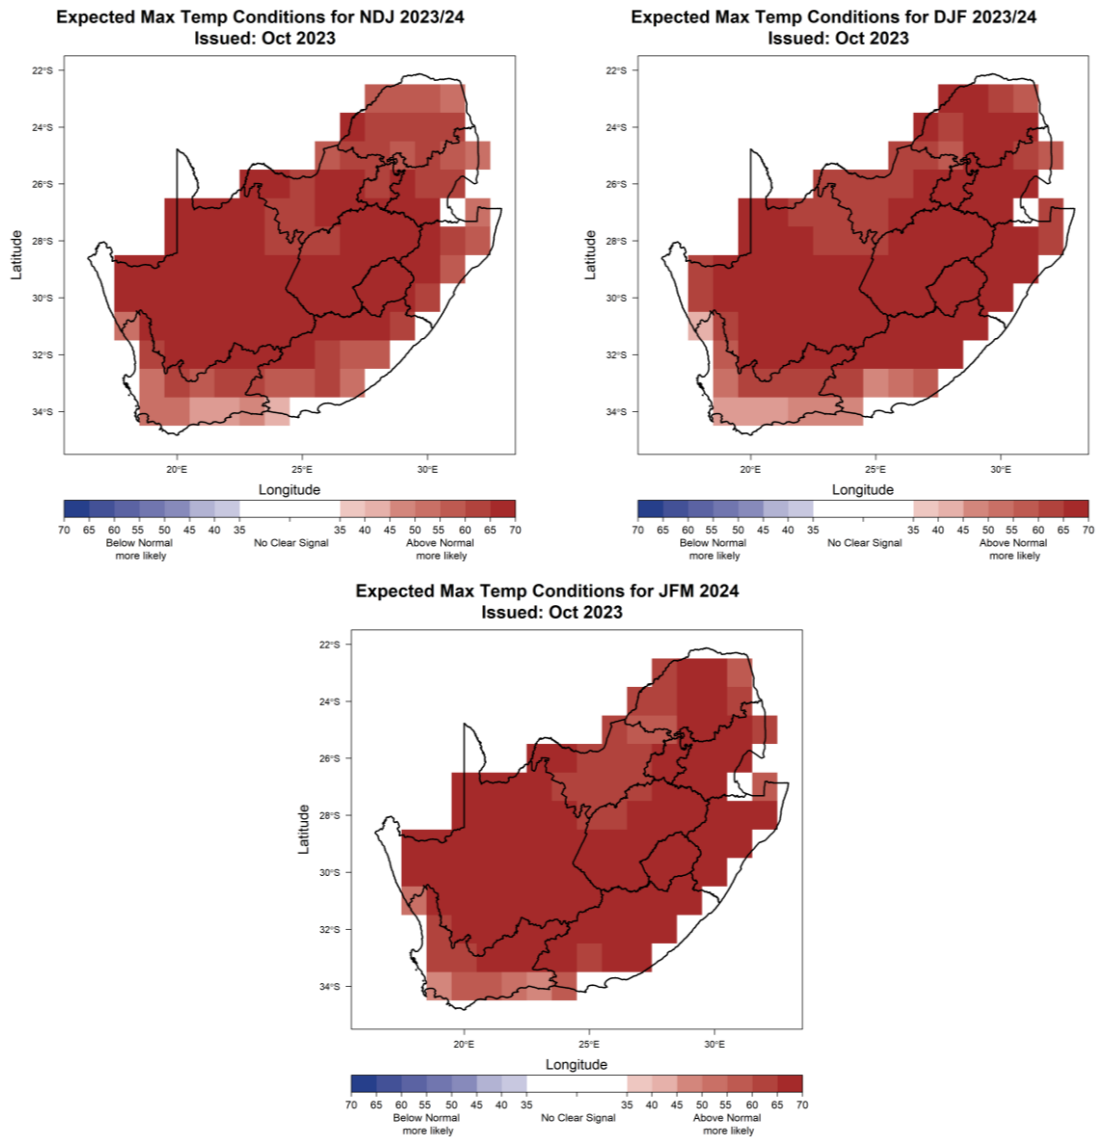 Expected Max Temp Conditions for NDJ 2023/24
Issued: Oct 2023
22°S
24°S
26°S
28°S
30°S
32°S
34°S
Latitude
20°E 25°E 30°E
Longitude
70 65 60 55 50 45 40 35 35 40 45 50 55 60 65 70
Below Normal No Clear Signal Above Normal
more likely more likely
Expected Max Temp Conditions for DJF 2023/24
Issued: Oct 2023
22°S
24°S
26°S
28°S
30°S
32°S
34°S
Latitude
20°E 25°E 30°E
Longitude
70 65 60 55 50 45 40 35 35 40 45 50 55 60 65 70
Below Normal No Clear Signal Above Normal
more likely more likely
Expected Max Temp Conditions for JFM 2024
Issued: Oct 2023
22°S
24°S
26°S
28°S
30°S
32°S
34°S
Latitude
20°E 25°E 30°E
Longitude
70 65 60 55 50 45 40 35 35 40 45 50 55 60 65 70
Below Normal No Clear Signal Above Normal
more likely more likely